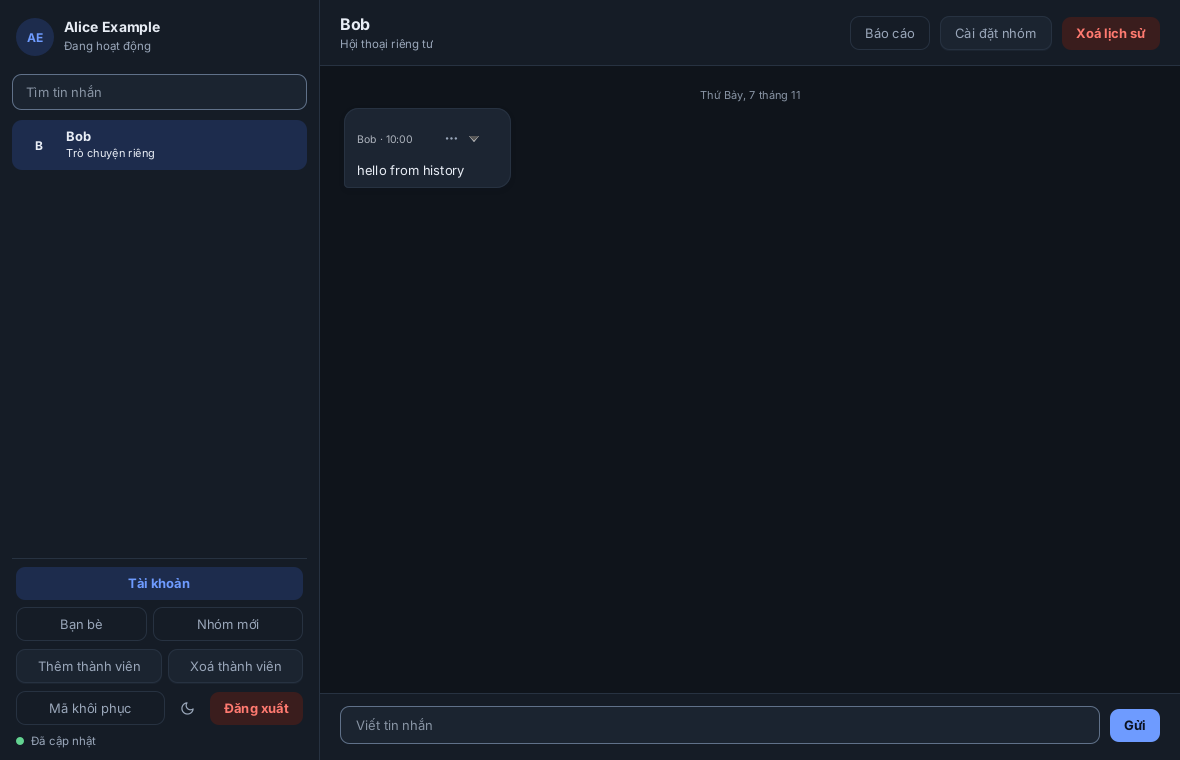 AE
Alice Example
Đang hoạt động
Tìm tin nhắn
B
Bob
Trò chuyện riêng
Tài khoản
Bạn bè
Nhóm mới
Thêm thành viên
Xoá thành viên
Mã khôi phục
Đăng xuất
Đã cập nhật
Bob
Hội thoại riêng tư
Báo cáo
Cài đặt nhóm
Xoá lịch sử
Thứ Bảy, 7 tháng 11
Bob · 10:00
hello from history
Viết tin nhắn
Gửi